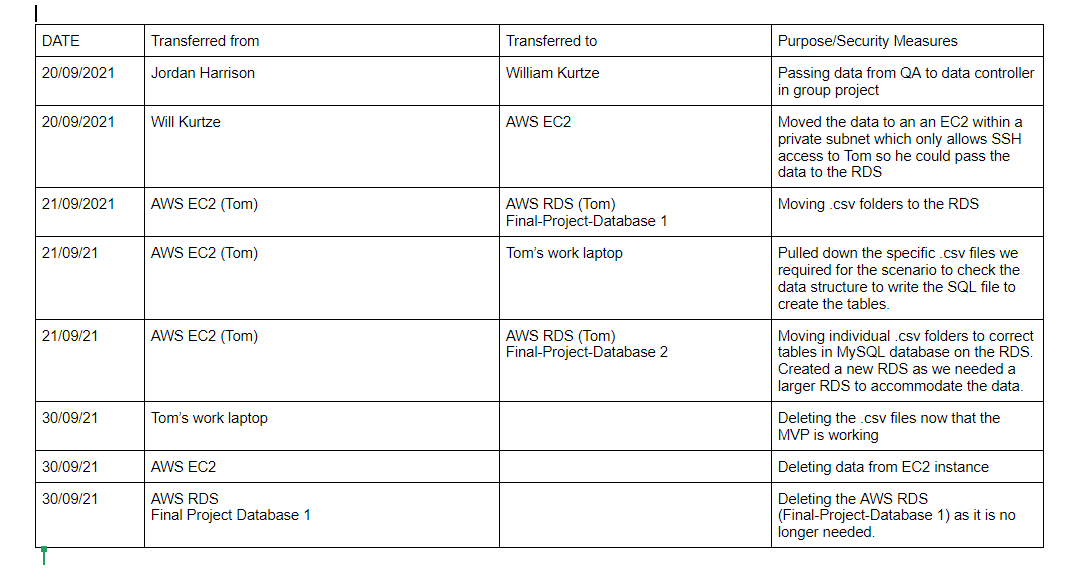 DATE Transferred from Transferred to Purpose/Security Measures
20/09/2021 Jordan Harrison William Kurtze Passing data from QA to data controller
in group project
20/09/2021 Will Kurtze AWS EC2 Moved the data to an an EC2 within a
private subnet which only allows SSH
access to Tom so he could pass the
data to the RDS
21/09/2021 AWS EC2 (Tom) AWS RDS (Tom) Moving .csv folders to the RDS
Final-Project-Database 1
21/09/21 AWS EC2 (Tom) Tom’s work laptop Pulled down the specific .csv files we
required for the scenario to check the
data structure to write the SQL file to
create the tables.
21/09/21 AWS EC2 (Tom) AWS RDS (Tom) Moving individual .csv folders to correct
Final-Project-Database 2 tables in MySQL database on the RDS.
Created a new RDS as we needed a
larger RDS to accommodate the data.
30/09/21 Tom’s work laptop Deleting the .csv files now that the
MVP is working
30/09/21 AWS EC2 Deleting data from EC2 instance
30/09/21 AWS RDS Deleting the AWS RDS
Final Project Database 1 (Final-Project-Database 1) as it is no
longer needed.